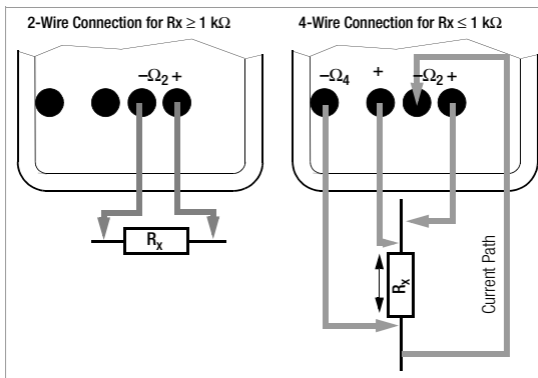 2-Wire Connection for Rx ≥ 1 kΩ
–Ω₂ +
Rₓ
4-Wire Connection for Rx ≤ 1 kΩ
–Ω₄ + –Ω₂ +
Rₓ
Current Path